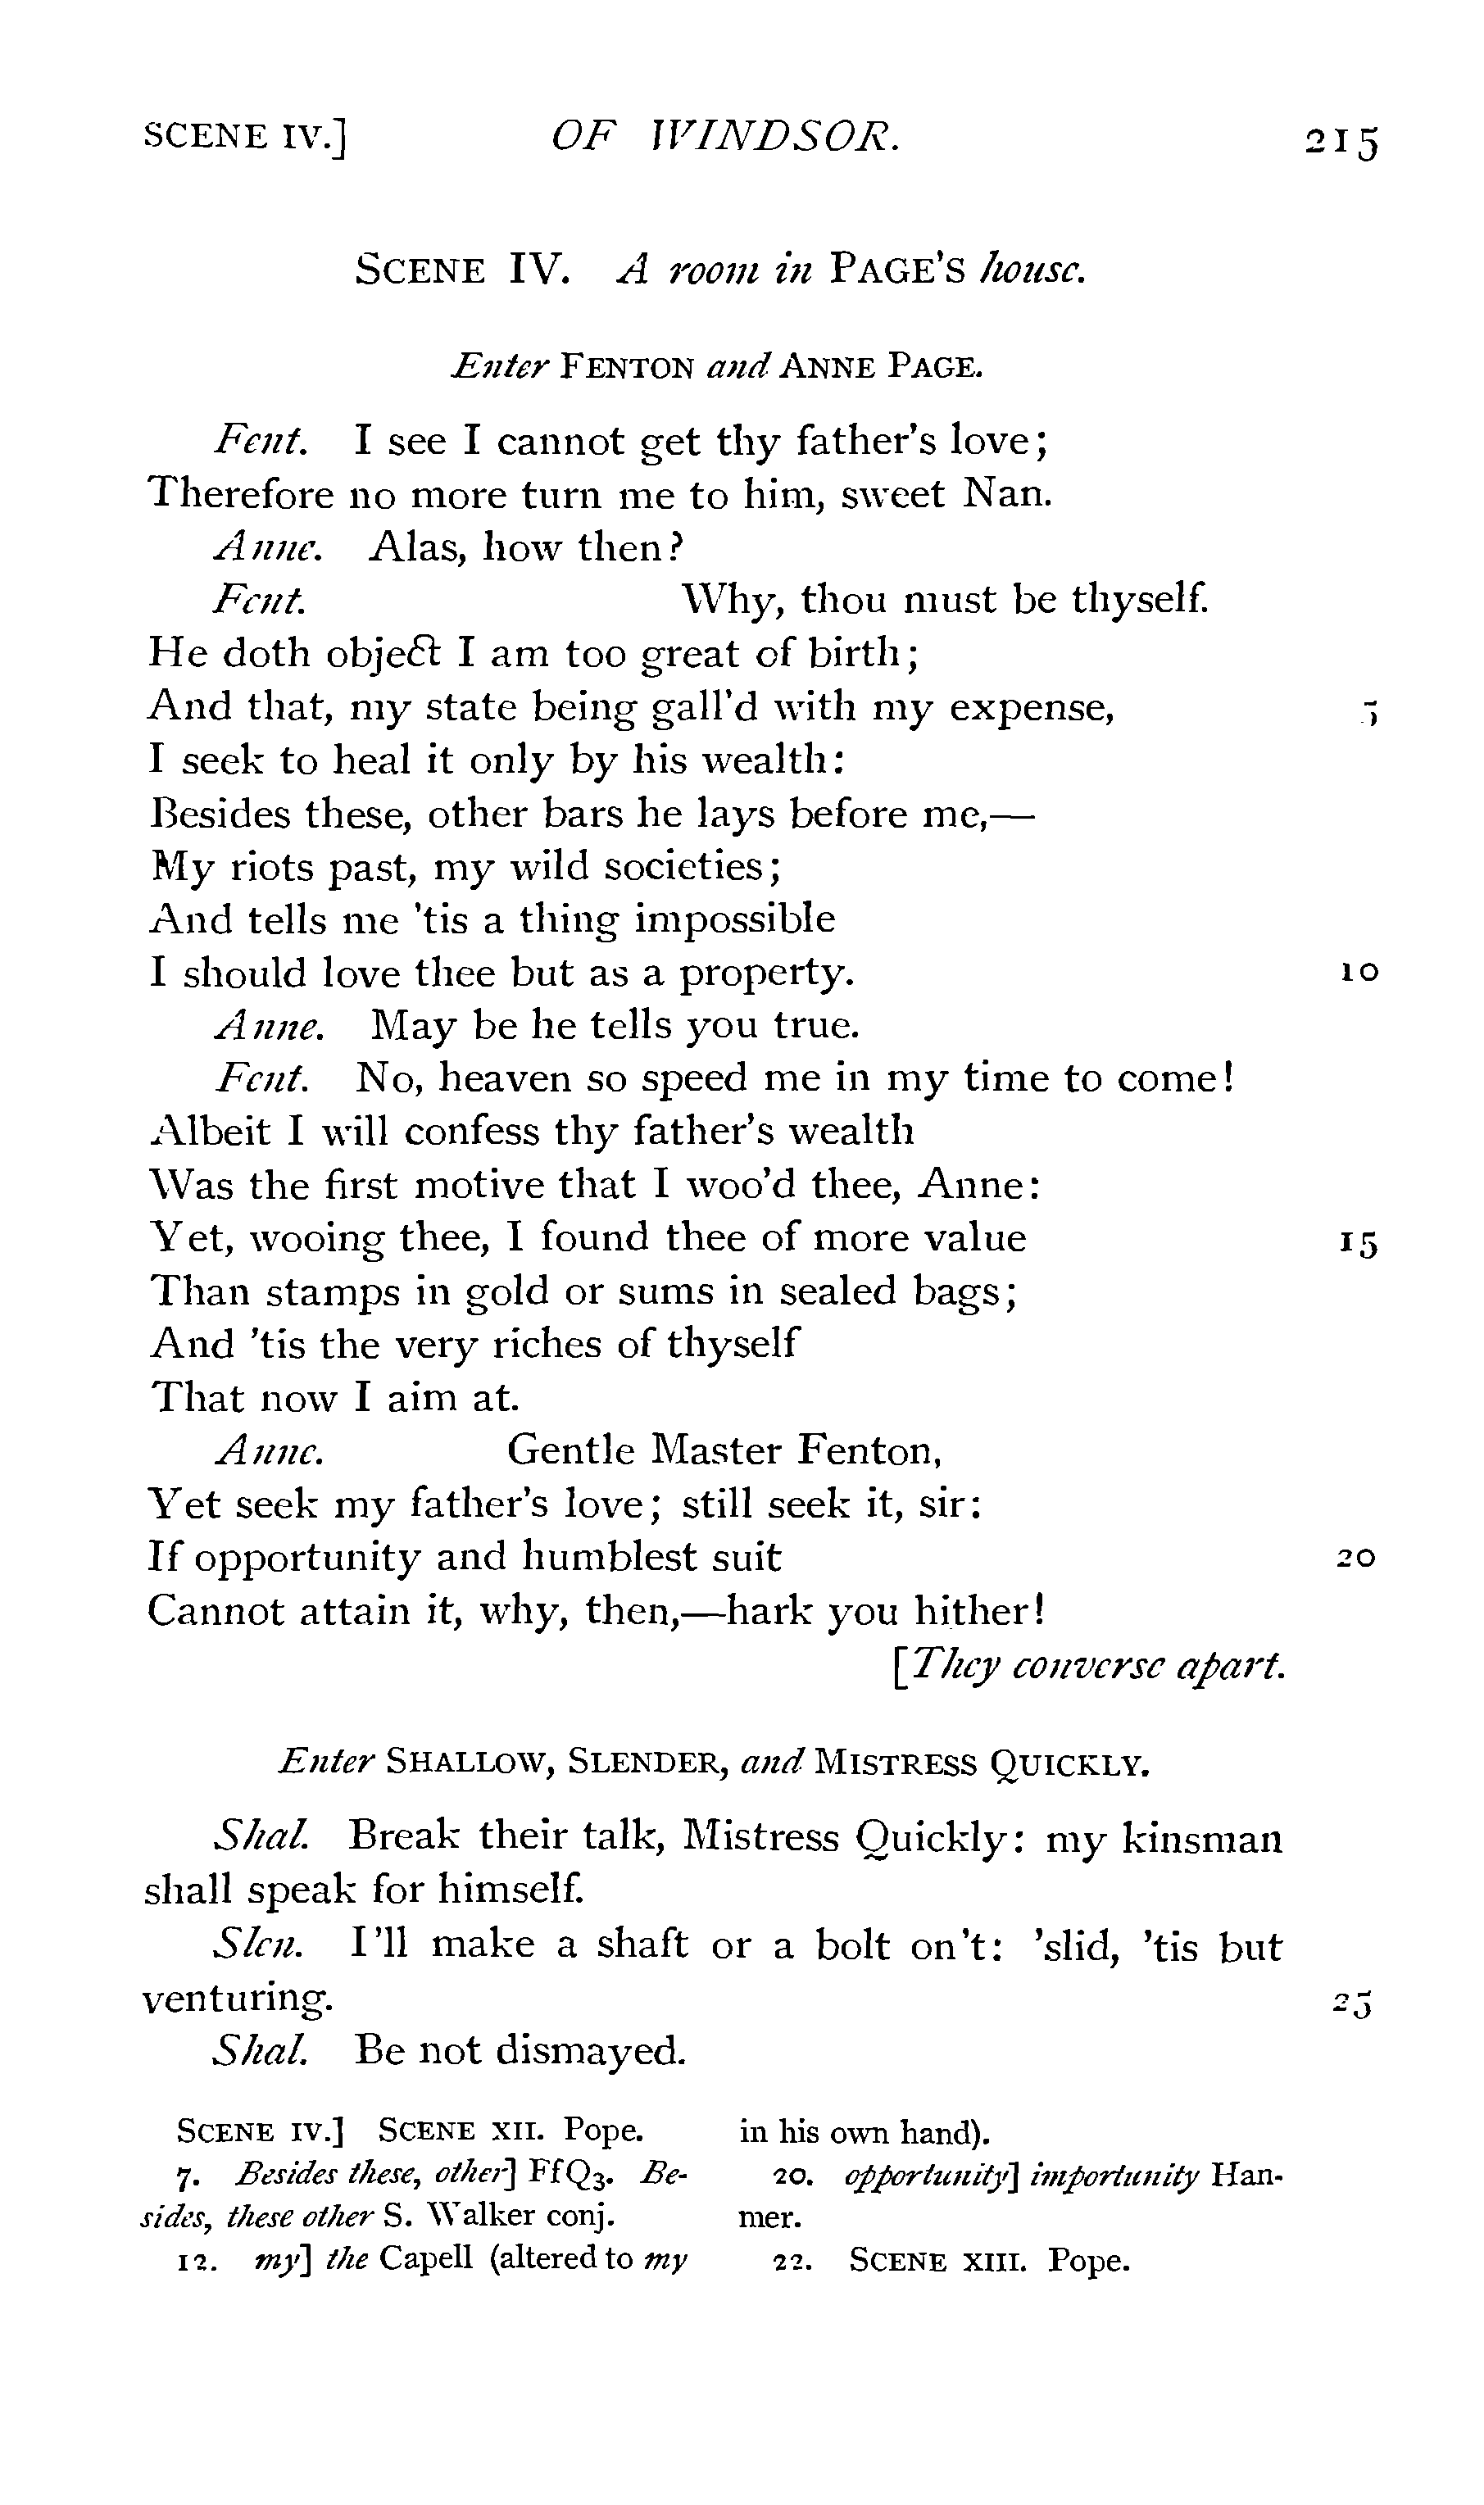 SCENE IV.] OF WINDSOR. 215
SCENE IV. A room in PAGE'S house.
Enter FENTON and ANNE PAGE.
Fent. I see I cannot get thy father's love;
Therefore no more turn me to him, sweet Nan.
Anne. Alas, how then?
Fent. Why, thou must be thyself.
He doth object I am too great of birth;
And that, my state being gall'd with my expense, 5
I seek to heal it only by his wealth:
Besides these, other bars he lays before me,—
My riots past, my wild societies;
And tells me 'tis a thing impossible
I should love thee but as a property. 10
Anne. May be he tells you true.
Fent. No, heaven so speed me in my time to come!
Albeit I will confess thy father's wealth
Was the first motive that I woo'd thee, Anne:
Yet, wooing thee, I found thee of more value 15
Than stamps in gold or sums in sealed bags;
And 'tis the very riches of thyself
That now I aim at.
Anne. Gentle Master Fenton,
Yet seek my father's love; still seek it, sir:
If opportunity and humblest suit 20
Cannot attain it, why, then,—hark you hither!
[They converse apart.
Enter SHALLOW, SLENDER, and MISTRESS QUICKLY.
Shal. Break their talk, Mistress Quickly: my kinsman
shall speak for himself.
Slen. I'll make a shaft or a bolt on't: 'slid, 'tis but
venturing. 25
Shal. Be not dismayed.
SCENE IV.] SCENE XII. Pope.
7. Besides these, other] FfQ3. Be-
sides, these other S. Walker conj.
12. my] the Capell (altered to my
in his own hand).
20. opportunity] importunity Han-
mer.
22. SCENE XIII. Pope.